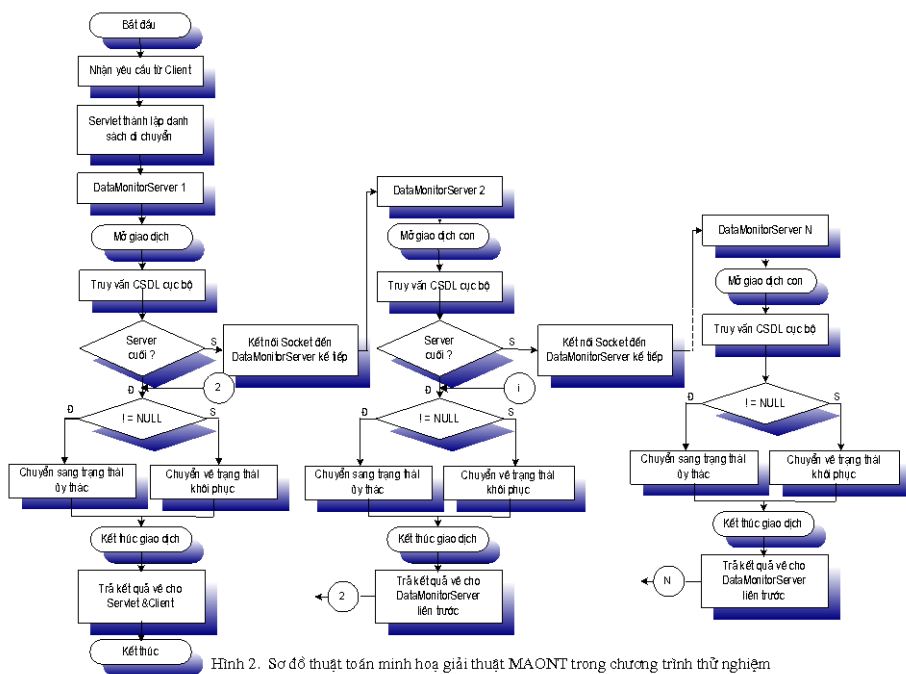 Bắt đầu
Nhận yêu cầu từ Client
Servlet thành lập danh
sách di chuyển
DataMonitorServer 1
Mở giao dịch
Truy vấn CSDL cục bộ
Server
cuối ?
S
Đ
2
! = NULL
Đ
S
Chuyển sang trạng thái
ủy thác
Chuyển về trạng thái
khôi phục
Kết thúc giao dịch
Trả kết quả về cho
Servlet &Client
Kết thúc
Kết nối Socket đến
DataMonitorServer kế tiếp
DataMonitorServer 2
Mở giao dịch con
Truy vấn CSDL cục bộ
Server
cuối ?
S
Đ
i
! = NULL
Đ
S
Chuyển sang trạng thái
ủy thác
Chuyển về trạng thái
khôi phục
Kết thúc giao dịch
Trả kết quả về cho
DataMonitorServer
liền trước
2
Kết nối Socket đến
DataMonitorServer kế tiếp
DataMonitorServer N
Mở giao dịch con
Truy vấn CSDL cục bộ
! = NULL
Đ
S
Chuyển sang trạng thái
ủy thác
Chuyển về trạng thái
khôi phục
Kết thúc giao dịch
Trả kết quả về cho
DataMonitorServer
liền trước
N
Hình 2. Sơ đồ thuật toán minh hoạ giải thuật MAONT trong chương trình thử nghiệm